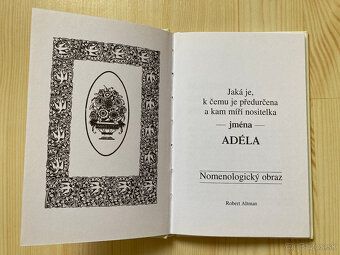 Jaká je,
k čemu je předurčena
a kam míří nositelka
— jména —
ADÉLA
Nomenologický obraz
Robert Altman